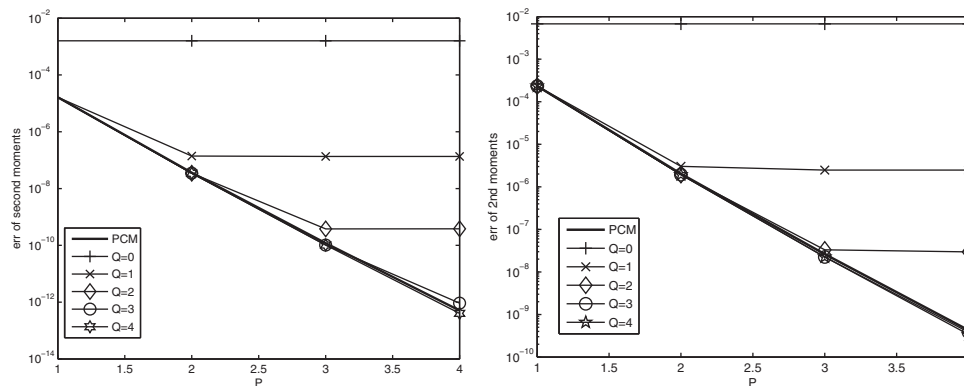 10^-2
10^-4
10^-6
10^-8
10^-10
10^-12
10^-14
err of second moments
PCM
Q=0
Q=1
Q=2
Q=3
Q=4
1 1.5 2 2.5 3 3.5 4
P
10^-2
10^-3
10^-4
10^-5
10^-6
10^-7
10^-8
10^-9
10^-10
err of 2nd moments
PCM
Q=0
Q=1
Q=2
Q=3
Q=4
1 1.5 2 2.5 3 3.5
P